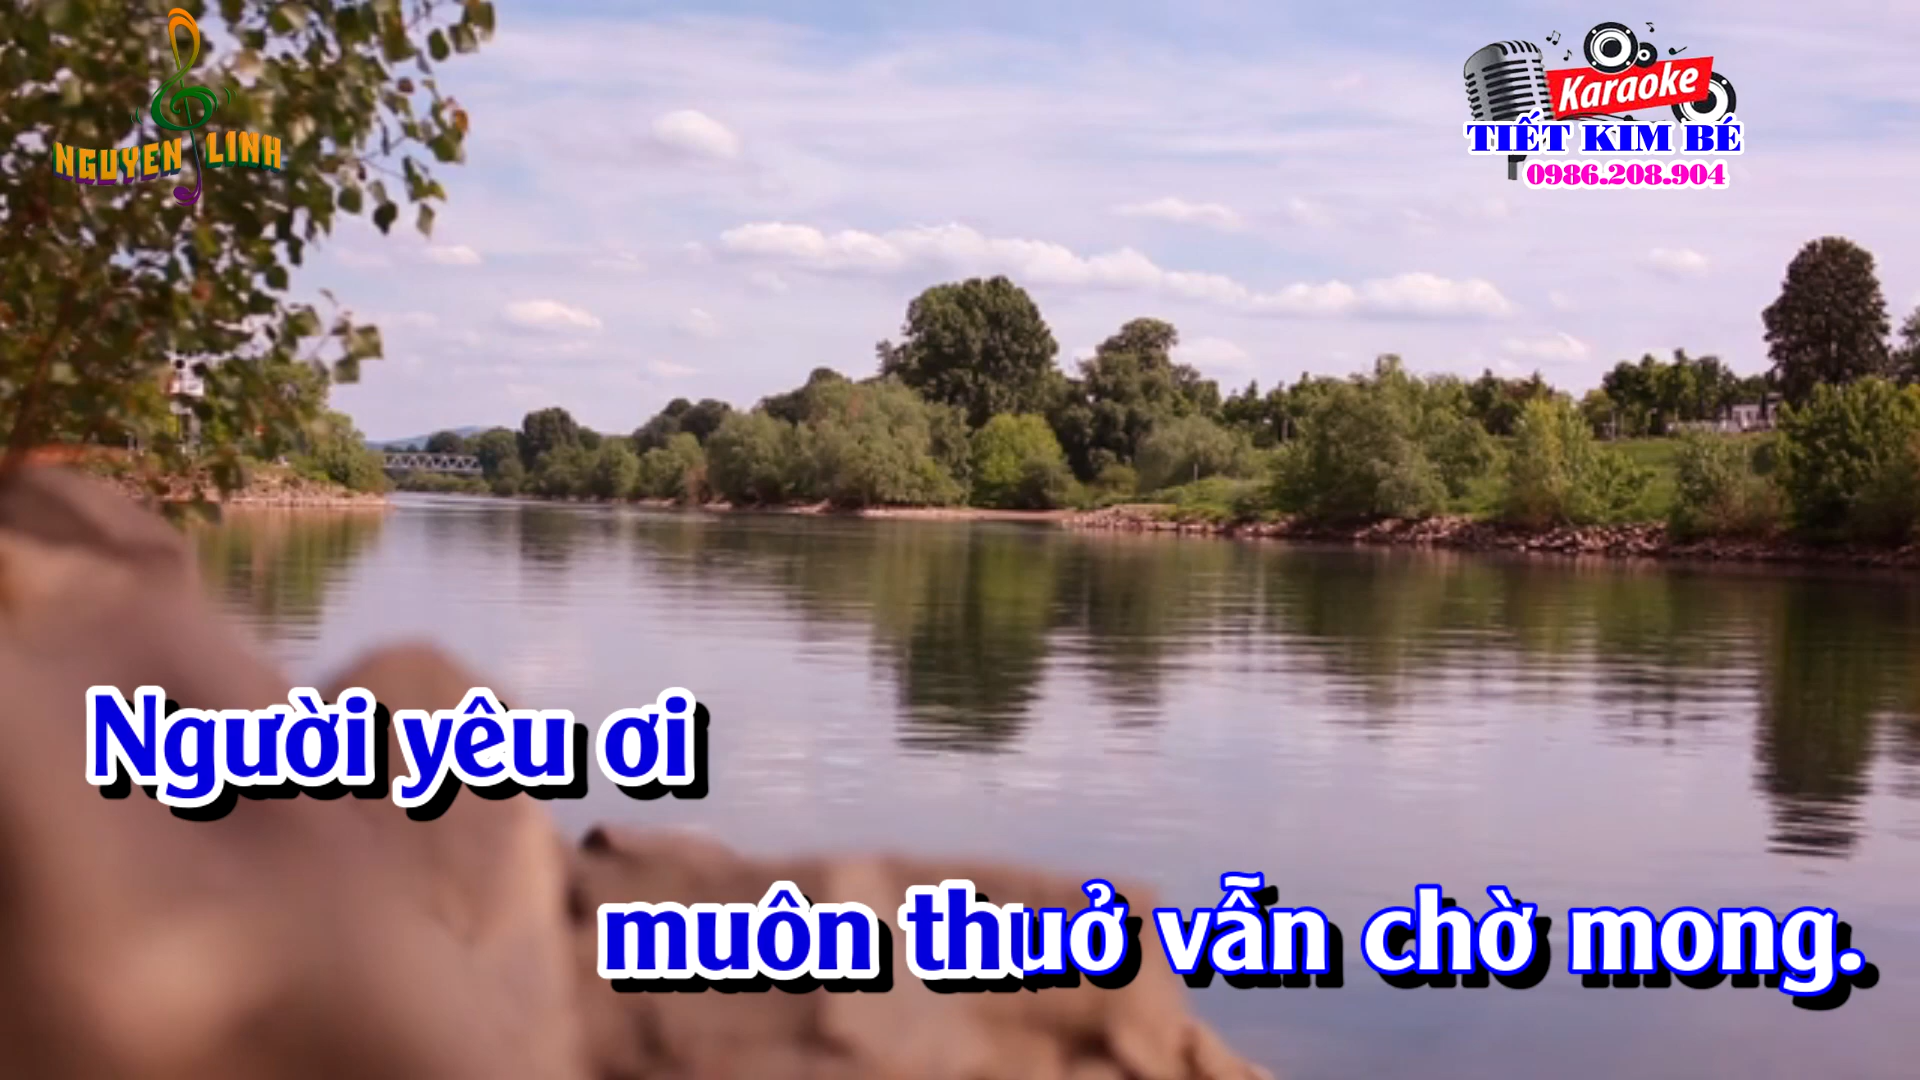 NGUYEN LINH
Karaoke
TIẾT KIM BÉ
0986.208.904
Người yêu ơi
muôn thuở vẫn chờ mong.